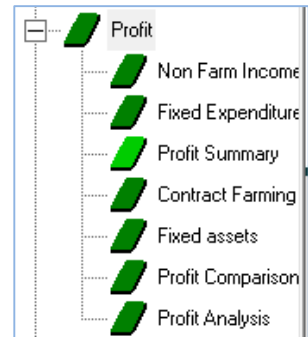 Profit
Non Farm Income
Fixed Expenditure
Profit Summary
Contract Farming
Fixed assets
Profit Comparison
Profit Analysis